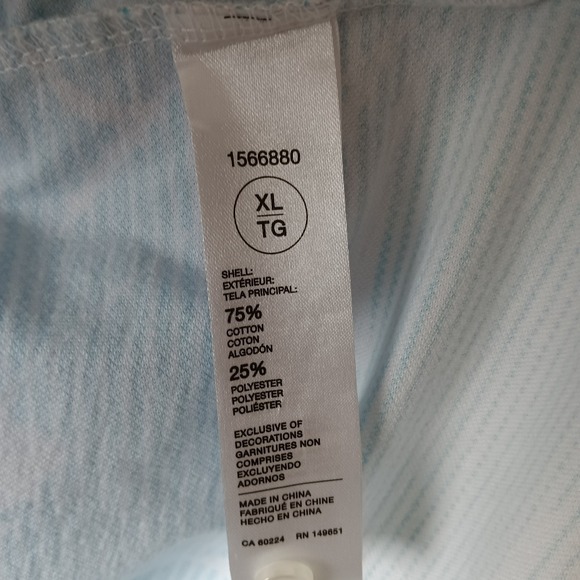 1566880
XL
TG
SHELL:
EXTÉRIEUR:
TELA PRINCIPAL:
75%
COTTON
COTON
ALGODÓN
25%
POLYESTER
POLYESTER
POLIÉSTER
EXCLUSIVE OF
DECORATIONS
GARNITURES NON
COMPRISES
EXCLUYENDO
ADORNOS
MADE IN CHINA
FABRIQUÉ EN CHINE
HECHO EN CHINA
CA 60224 RN 149651